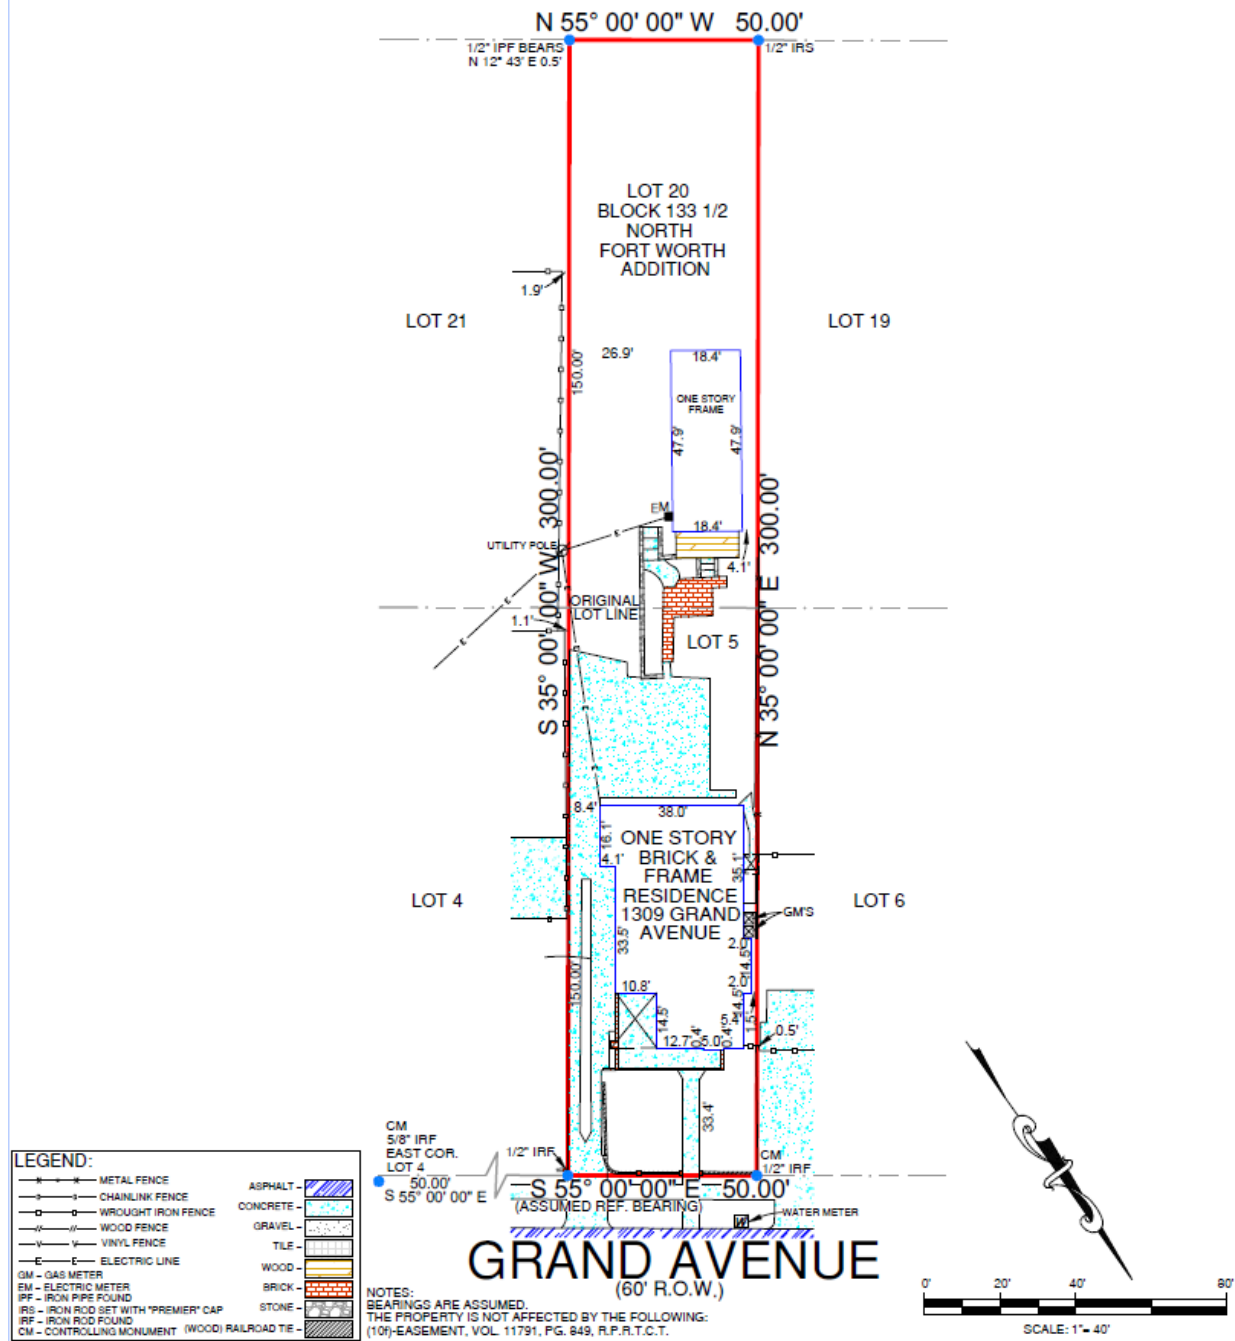 N 55° 00' 00" W 50.00'
1/2" IPF BEARS
N 12° 43' E 0.5'
1/2" IRS
LOT 20
BLOCK 133 1/2
NORTH
FORT WORTH
ADDITION
1.9'
LOT 21
LOT 19
150.00'
26.9'
18.4'
ONE STORY
FRAME
47.9'
47.9'
S 35° 00' 00" W 300.00'
N 35° 00' 00" E 300.00'
EM
18.4'
UTILITY POLE
4.1'
E
E
E
ORIGINAL
LOT LINE
1.1'
LOT 5
8.4'
38.0'
16.1'
4.1'
ONE STORY
BRICK &
FRAME
RESIDENCE
1309 GRAND
AVENUE
35.1'
LOT 4
LOT 6
GM'S
33.5'
2.0'
14.5'
2.0'
150.00'
10.8'
14.5'
14.5'
5.4'
1.5'
0.5'
12.7'
0.4'
5.0'
0.4'
33.4'
CM
5/8" IRF
EAST COR.
LOT 4
50.00'
S 55° 00' 00" E
1/2" IRF
CM
1/2" IRF
S 55° 00' 00" E 50.00'
(ASSUMED REF. BEARING)
W
WATER METER
GRAND AVENUE
(60' R.O.W.)
LEGEND:
METAL FENCE
CHAINLINK FENCE
WROUGHT IRON FENCE
WOOD FENCE
VINYL FENCE
E E ELECTRIC LINE
GM - GAS METER
EM - ELECTRIC METER
IPF - IRON PIPE FOUND
IRS - IRON ROD SET WITH "PREMIER" CAP
IRF - IRON ROD FOUND
CM - CONTROLLING MONUMENT
ASPHALT -
CONCRETE -
GRAVEL -
TILE -
WOOD -
BRICK -
STONE -
(WOOD) RAILROAD TIE -
NOTES:
BEARINGS ARE ASSUMED.
THE PROPERTY IS NOT AFFECTED BY THE FOLLOWING:
(10f)-EASEMENT, VOL. 11791, PG. 849, R.P.R.T.C.T.
0' 20' 40' 80'
SCALE: 1"= 40'